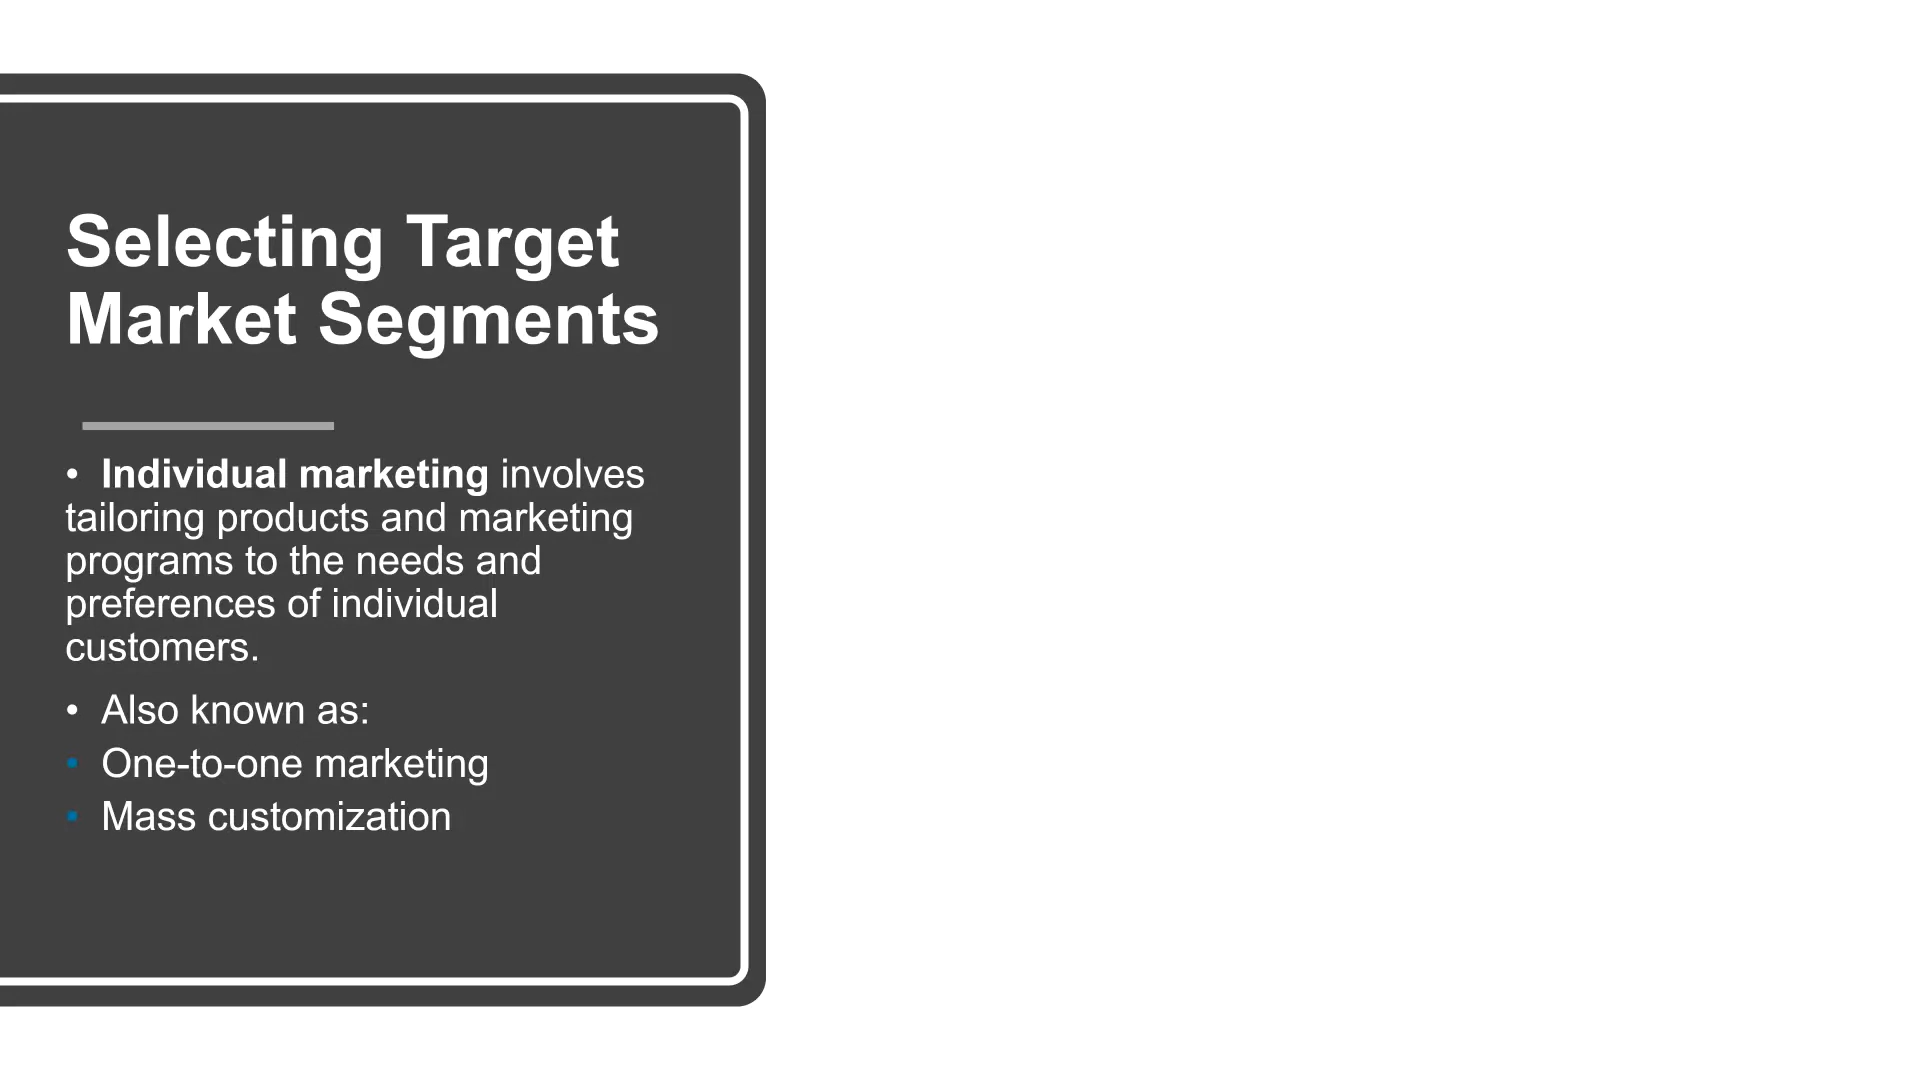 Selecting Target
Market Segments
• Individual marketing involves
tailoring products and marketing
programs to the needs and
preferences of individual
customers.
• Also known as:
▪ One-to-one marketing
▪ Mass customization